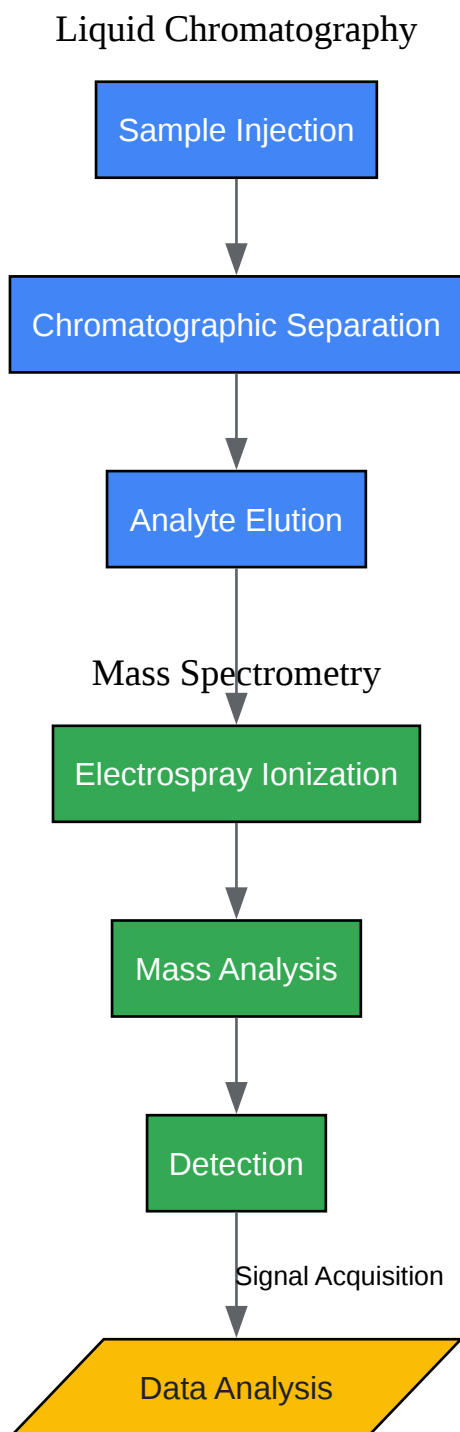 Liquid Chromatography
Sample Injection
Chromatographic Separation
Analyte Elution
Mass Spectrometry
Electrospray Ionization
Mass Analysis
Detection
Signal Acquisition
Data Analysis